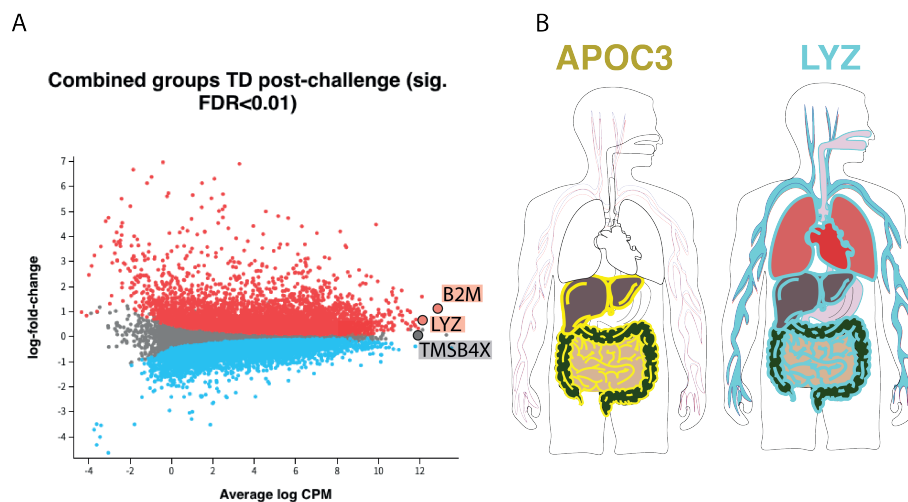 A
Combined groups TD post-challenge (sig.
FDR<0.01)
log-fold-change
7
6
5
4
3
2
1
0
-1
-2
-3
-4
B2M
LYZ
TMSB4X
-4
-2
0
2
4
6
8
10
12
Average log CPM
B
APOC3
LYZ